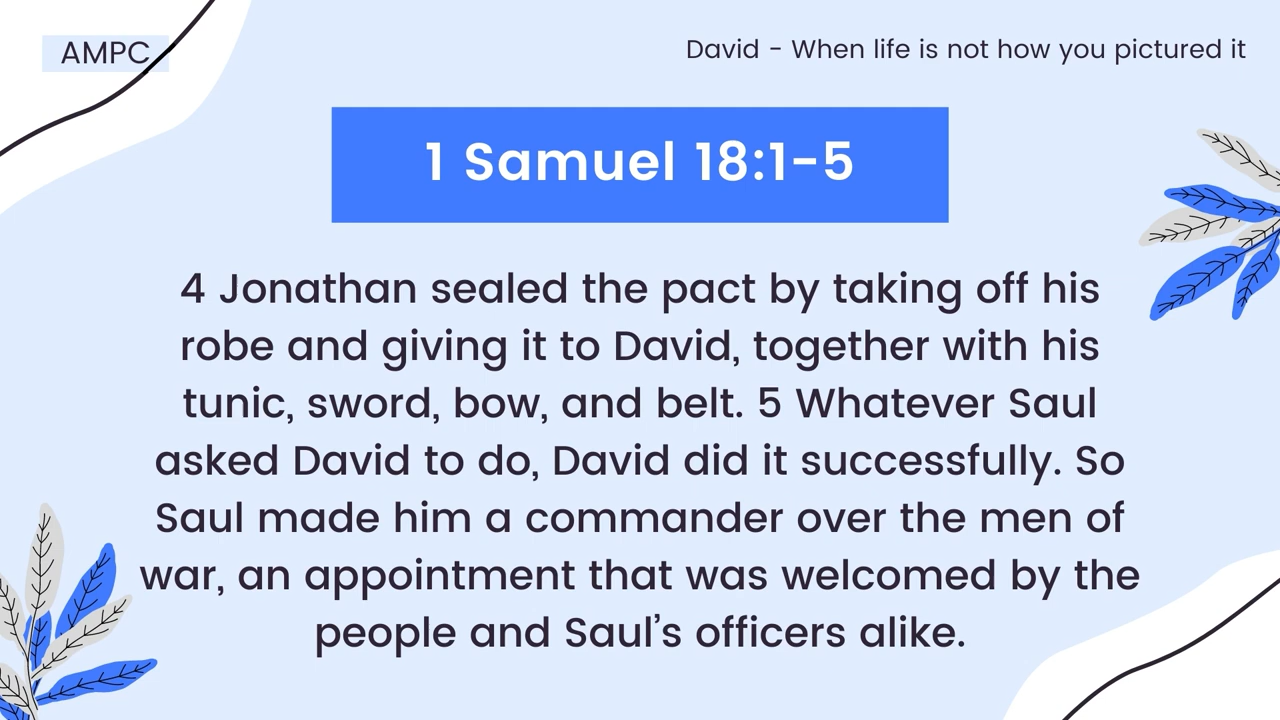 AMPC
David - When life is not how you pictured it
1 Samuel 18:1-5
4 Jonathan sealed the pact by taking off his
robe and giving it to David, together with his
tunic, sword, bow, and belt. 5 Whatever Saul
asked David to do, David did it successfully. So
Saul made him a commander over the men of
war, an appointment that was welcomed by the
people and Saul’s officers alike.